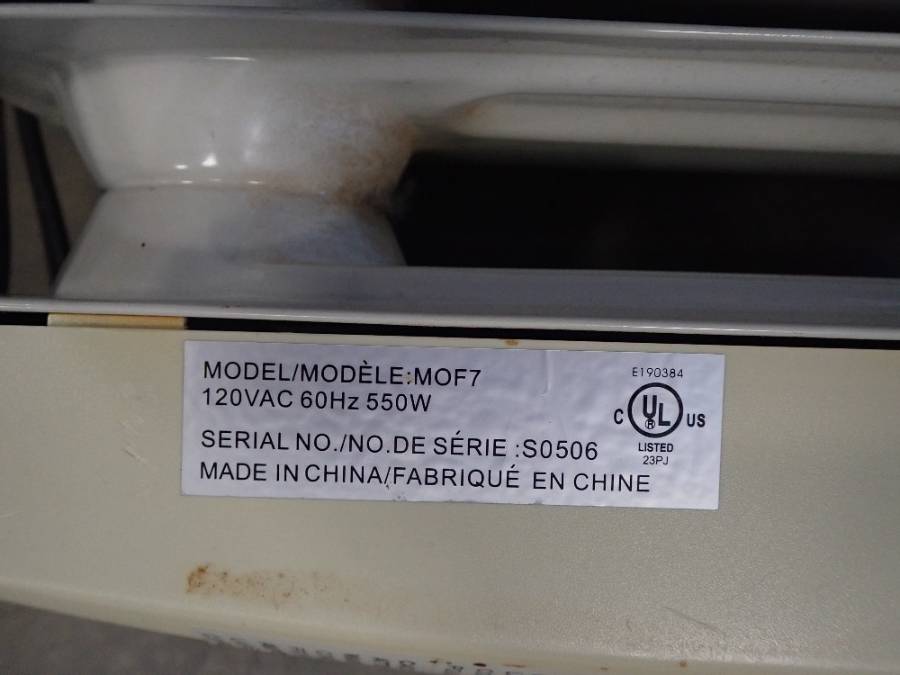 MODEL/MODÈLE:MOF7
120VAC 60Hz 550W
SERIAL NO./NO.DE SÉRIE :S0506
MADE IN CHINA/FABRIQUÉ EN CHINE
E190384
C UL ® US
LISTED
23PJ